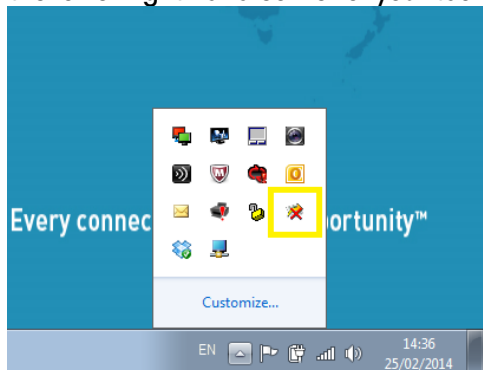 Every connec
ortunity™
Customize...
EN
14:36
25/02/2014